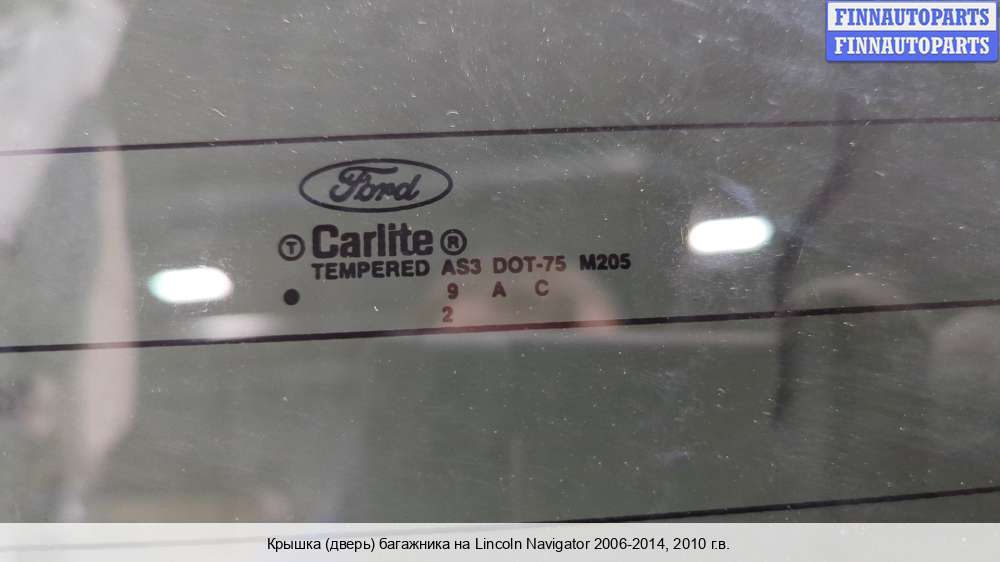 FINNAUTOPARTS
FINNAUTOPARTS
Ford
T Carlite ®
TEMPERED AS3 DOT-75 M205
9 A C
2
Крышка (дверь) багажника на Lincoln Navigator 2006-2014, 2010 г.в.